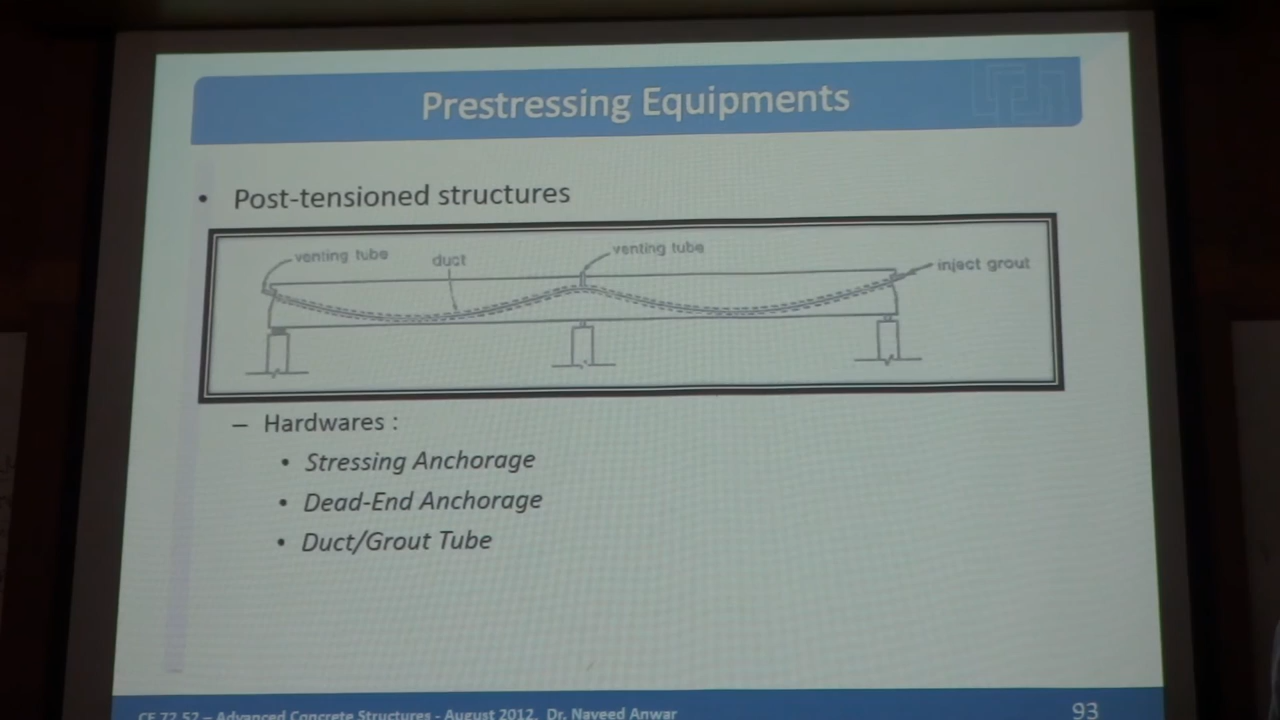 Prestressing Equipments
• Post-tensioned structures
venting tube
duct
venting tube
inject grout
– Hardwares :
• Stressing Anchorage
• Dead-End Anchorage
• Duct/Grout Tube
CE 72.52 – Advanced Concrete Structures - August 2012, Dr. Naveed Anwar
93